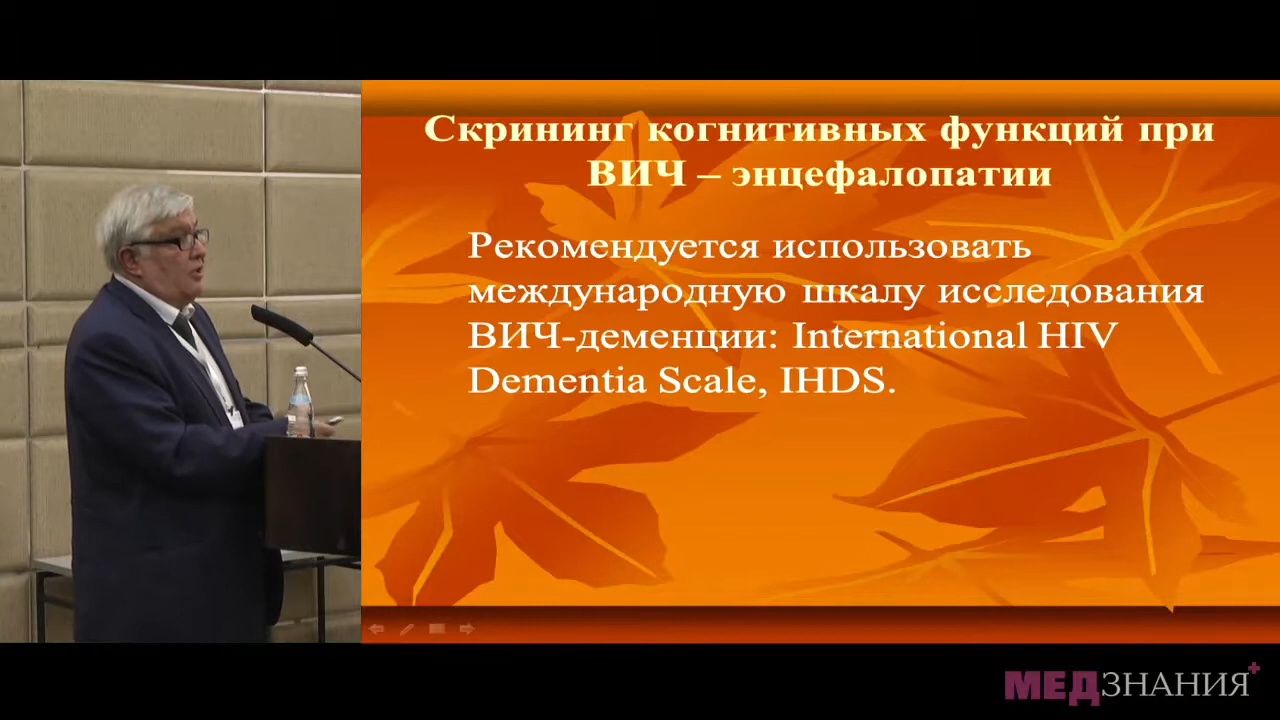 Скрининг когнитивных функций при
ВИЧ – энцефалопатии
Рекомендуется использовать
международную шкалу исследования
ВИЧ-деменции: International HIV
Dementia Scale, IHDS.
МЕДЗНАНИЯ+